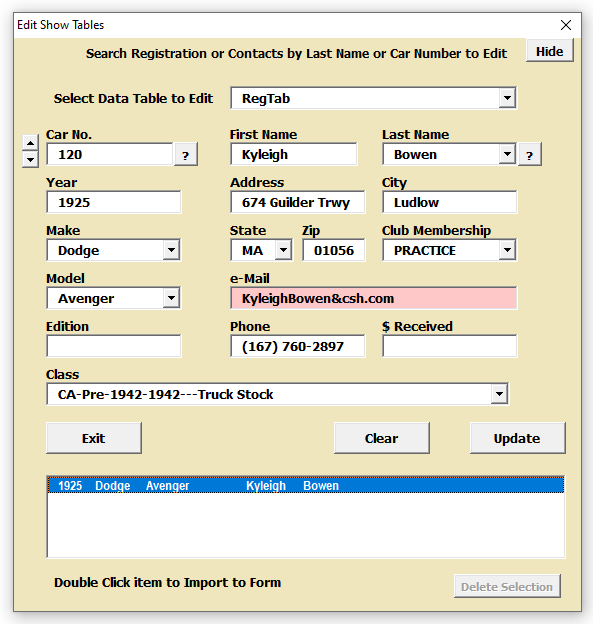 Edit Show Tables
Search Registration or Contacts by Last Name or Car Number to Edit
Hide
Select Data Table to Edit RegTab
Car No. First Name Last Name
120 ? Kyleigh Bowen ?
Year Address City
1925 674 Guilder Trwy Ludlow
Make State Zip Club Membership
Dodge MA 01056 PRACTICE
Model e-Mail
Avenger KyleighBowen&csh.com
Edition Phone $ Received
(167) 760-2897
Class
CA-Pre-1942-1942---Truck Stock
Exit Clear Update
1925 Dodge Avenger Kyleigh Bowen
Double Click item to Import to Form Delete Selection